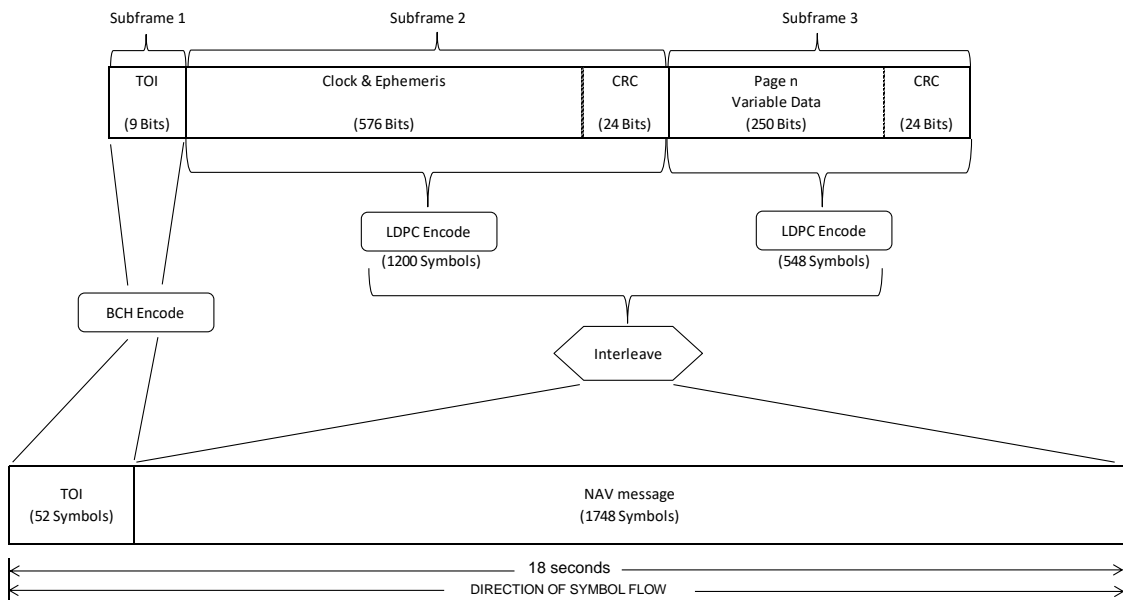 Subframe 1
Subframe 2
Subframe 3
TOI
(9 Bits)
Clock & Ephemeris
(576 Bits)
CRC
(24 Bits)
Page n
Variable Data
(250 Bits)
CRC
(24 Bits)
LDPC Encode
(1200 Symbols)
LDPC Encode
(548 Symbols)
BCH Encode
Interleave
TOI
(52 Symbols)
NAV message
(1748 Symbols)
18 seconds
DIRECTION OF SYMBOL FLOW